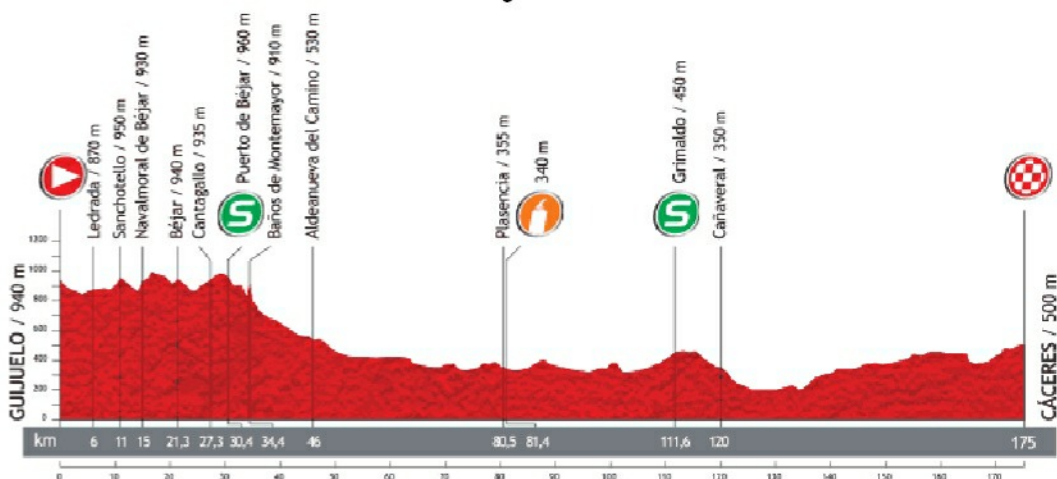 GUIJUELO / 940 m
Ledrada / 870 m
Sanchotello / 950 m
Navalmoral de Béjar / 930 m
Béjar / 940 m
Cantagallo / 935 m
S
Puerto de Béjar / 960 m
Baños de Montemayor / 910 m
Aldeanueva del Camino / 530 m
Plasencia / 355 m
340 m
S
Grimaldo / 450 m
Cañaveral / 350 m
CÁCERES / 500 m
1200
1000
800
600
400
200
0
km 6 11 15 21,3 27,3 30,4 34,4 46 80,5 81,4 111,6 120 175
0 10 20 30 40 50 60 70 80 90 100 110 120 130 140 150 160 170